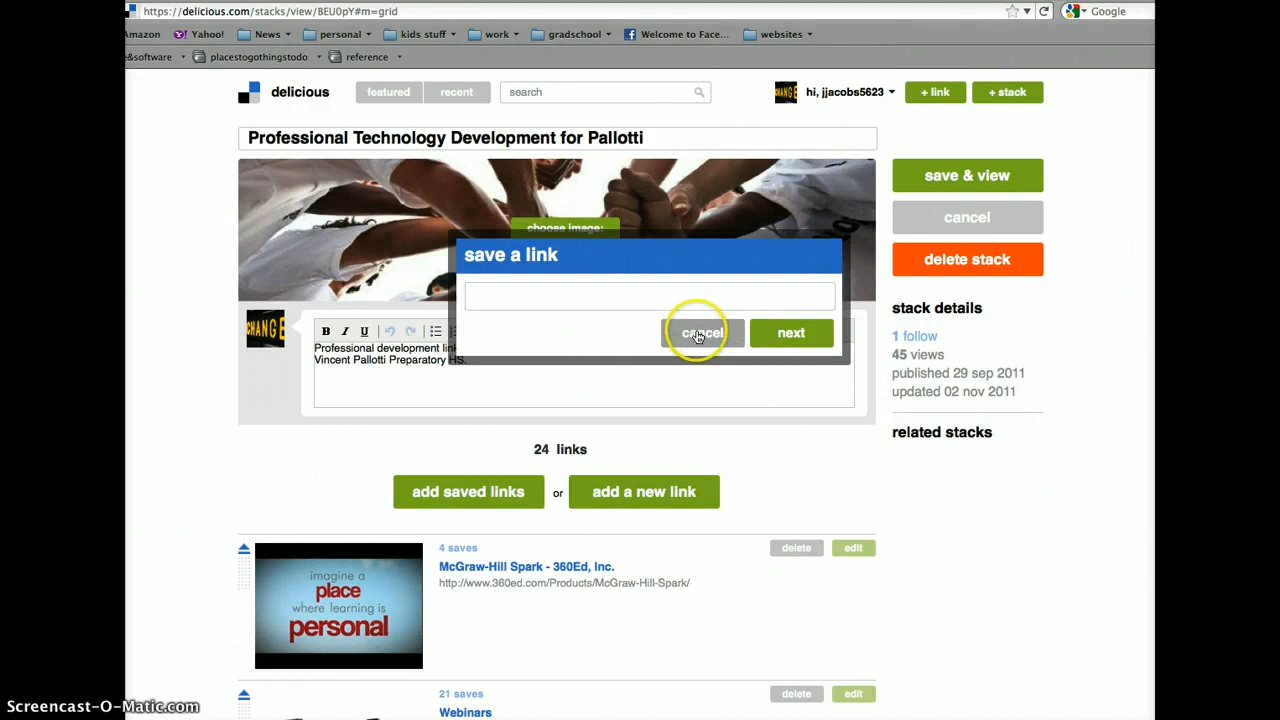 https://delicious.com/stacks/view/BEU0pY#m=grid
Google
Amazon Yahoo! News personal kids stuff work gradschool Welcome to Face... websites
e&software placestogothingstodo reference
delicious featured recent search hi, jjacobs5623 + link + stack
Professional Technology Development for Pallotti
save & view
cancel
delete stack
choose image:
save a link
cancel next
CHANGE
B I U
Professional development lin
Vincent Pallotti Preparatory HS.
stack details
1 follow
45 views
published 29 sep 2011
updated 02 nov 2011
related stacks
24 links
add saved links or add a new link
4 saves delete edit
McGraw-Hill Spark - 360Ed, Inc.
http://www.360ed.com/Products/McGraw-Hill-Spark/
imagine a
place
where learning is
personal
21 saves delete edit
Webinars
Screencast-O-Matic.com